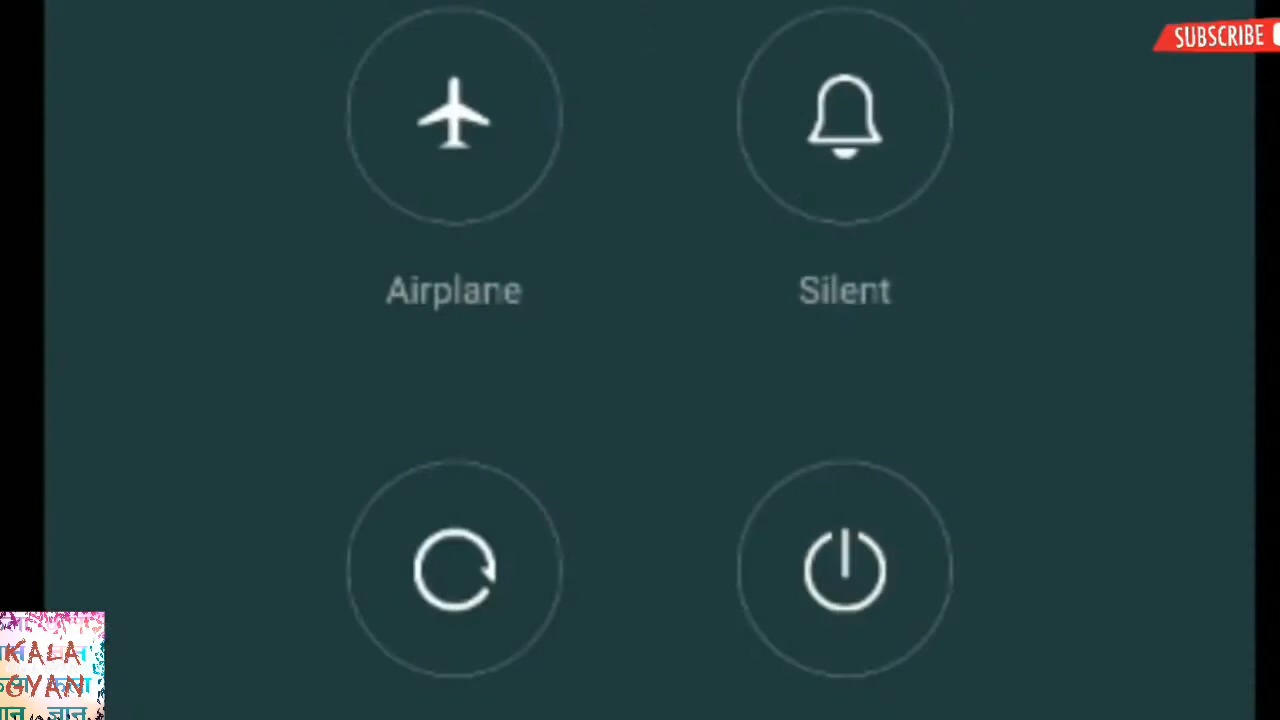 SUBSCRIBE
Airplane
Silent
KALA
GYAN
ज्ञान